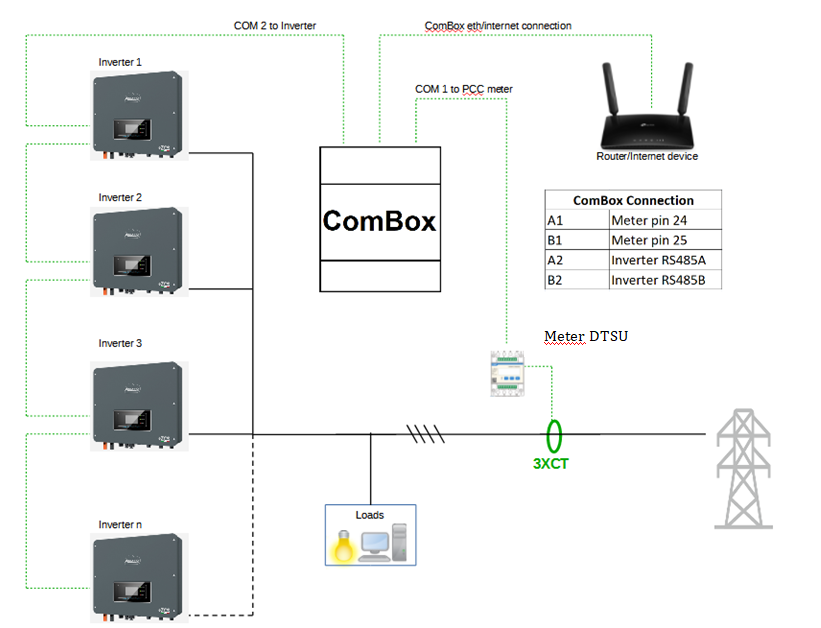 COM 2 to Inverter
ComBox eth/internet connection
Inverter 1
COM 1 to PCC meter
Router/Internet device
ComBox
ComBox Connection
A1 Meter pin 24
B1 Meter pin 25
A2 Inverter RS485A
B2 Inverter RS485B
Inverter 2
Meter DTSU
Inverter 3
3XCT
Loads
Inverter n